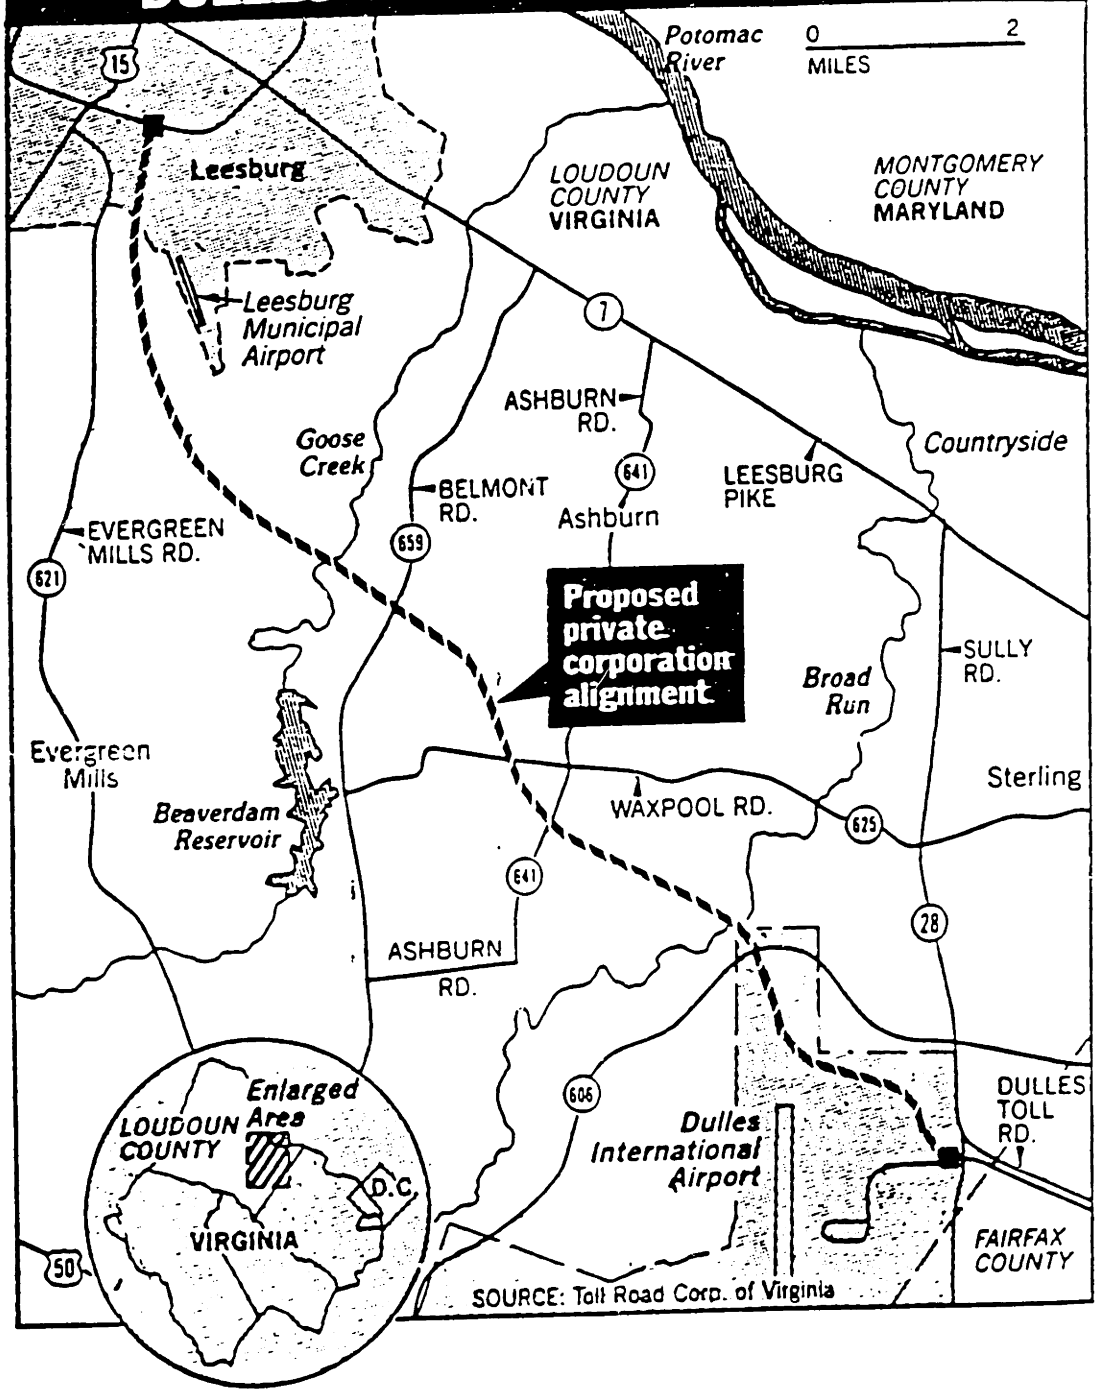 Potomac
River
0 2
MILES
15
Leesburg
LOUDOUN
COUNTY
VIRGINIA
MONTGOMERY
COUNTY
MARYLAND
Leesburg
Municipal
Airport
7
ASHBURN
RD.
Goose
Creek
641
Countryside
LEESBURG
PIKE
BELMONT
RD.
Ashburn
EVERGREEN
MILLS RD.
659
621
Proposed
private
corporation
alignment
SULLY
RD.
Broad
Run
Evergreen
Mills
Sterling
Beaverdam
Reservoir
WAXPOOL RD.
625
641
28
ASHBURN
RD.
606
DULLES
TOLL
RD.
Dulles
International
Airport
Enlarged
Area
LOUDOUN
COUNTY
D.C.
VIRGINIA
50
FAIRFAX
COUNTY
SOURCE: Toll Road Corp. of Virginia